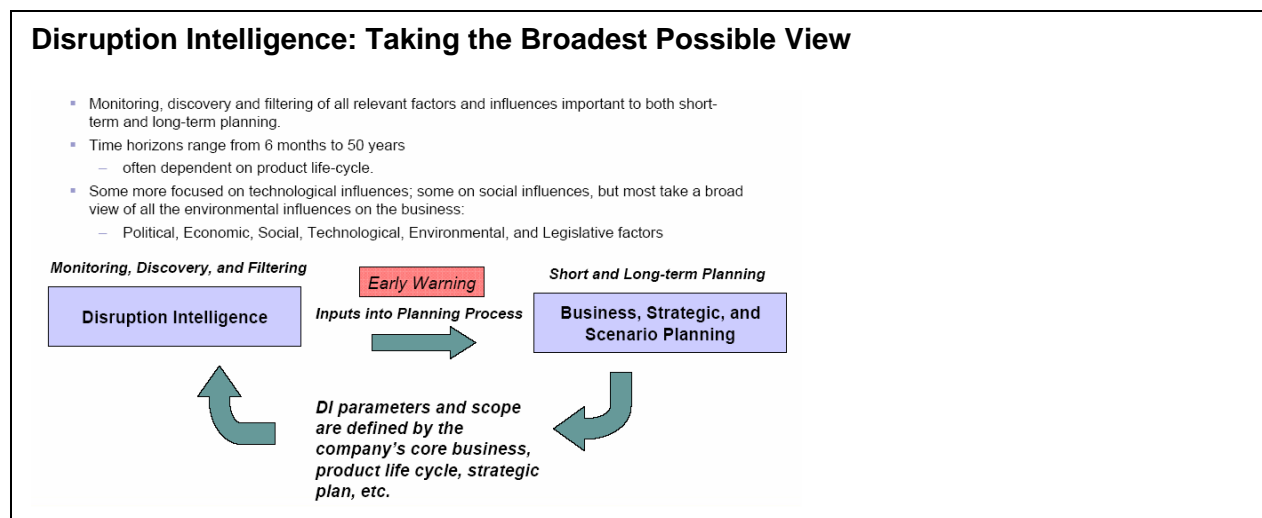 Disruption Intelligence: Taking the Broadest Possible View
▪ Monitoring, discovery and filtering of all relevant factors and influences important to both short-
term and long-term planning.
▪ Time horizons range from 6 months to 50 years
– often dependent on product life-cycle.
▪ Some more focused on technological influences; some on social influences, but most take a broad
view of all the environmental influences on the business:
– Political, Economic, Social, Technological, Environmental, and Legislative factors
Monitoring, Discovery, and Filtering
Disruption Intelligence
Early Warning
Inputs into Planning Process
Short and Long-term Planning
Business, Strategic, and
Scenario Planning
DI parameters and scope
are defined by the
company's core business,
product life cycle, strategic
plan, etc.